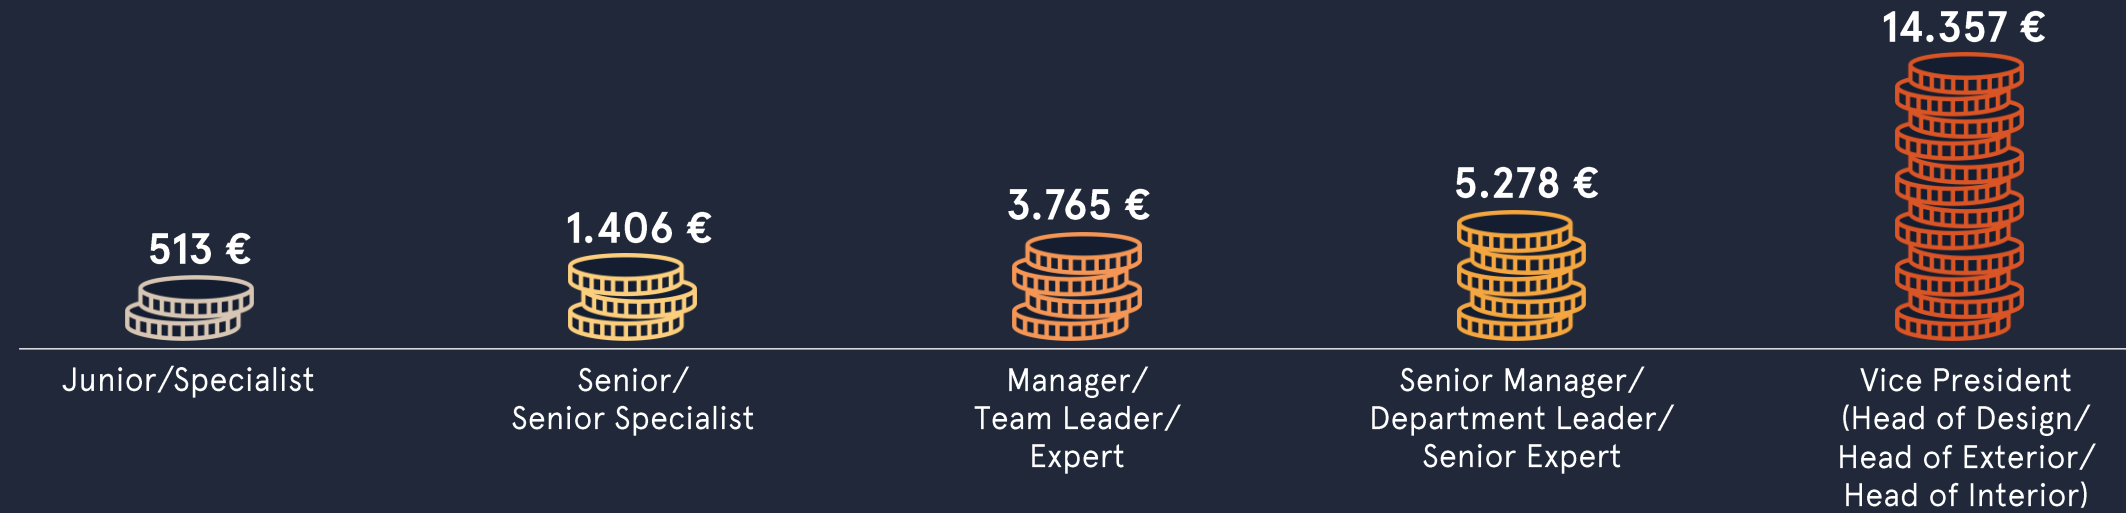 513 €
Junior/Specialist
1.406 €
Senior/
Senior Specialist
3.765 €
Manager/
Team Leader/
Expert
5.278 €
Senior Manager/
Department Leader/
Senior Expert
14.357 €
Vice President
(Head of Design/
Head of Exterior/
Head of Interior)